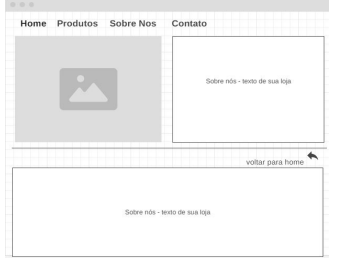 Home Produtos Sobre Nos Contato
Sobre nós - texto de sua loja
voltar para home
Sobre nós - texto de sua loja